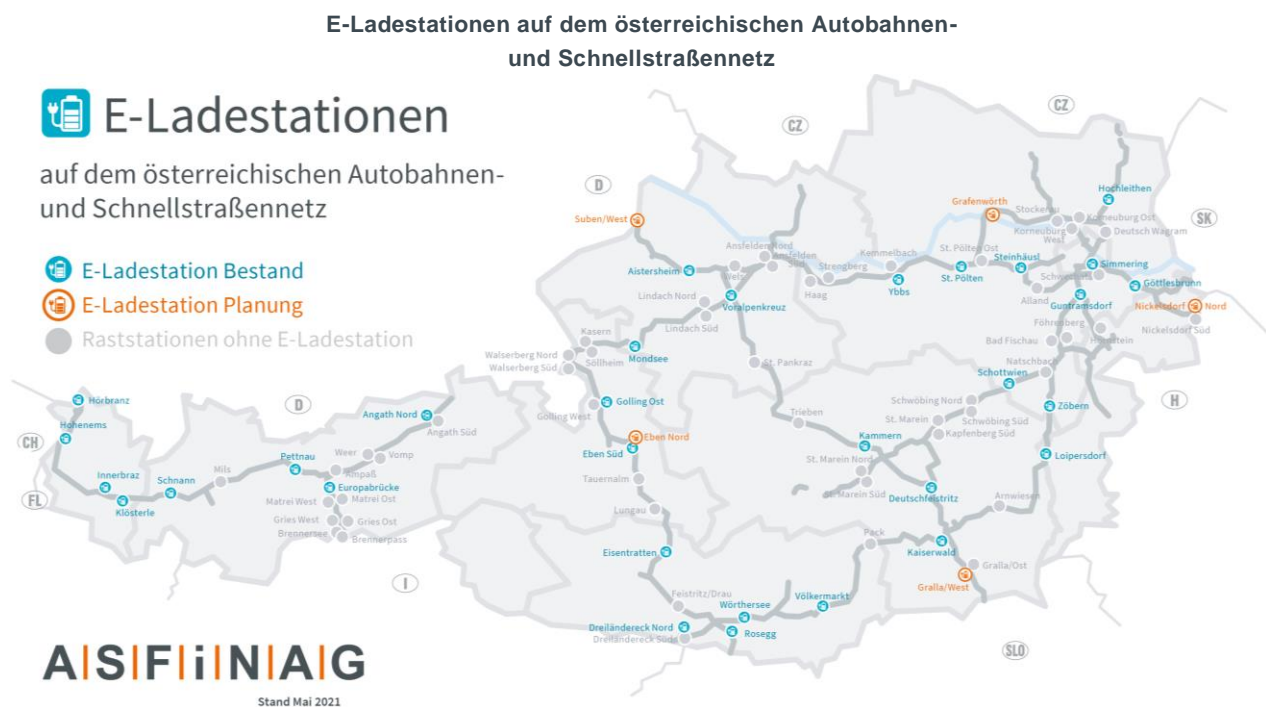 E-Ladestationen auf dem österreichischen Autobahnen-
und Schnellstraßennetz
E-Ladestationen
auf dem österreichischen Autobahnen-
und Schnellstraßennetz
E-Ladestation Bestand
E-Ladestation Planung
Raststationen ohne E-Ladestation
CZ
CZ
D
SK
Suben/West
Grafenwörth
Hochleithen
Stockerau
Korneuburg Ost
Korneuburg
West
Deutsch Wagram
Ansfelden Nord
Ansfelden
Süd
Wels
Aistersheim
Strengberg
Haag
Kemmelbach
Ybbs
St. Pölten Ost
St. Pölten
Steinhäusl
Alland
Simmering
Göttlesbrunn
Guntramsdorf
Nickelsdorf Nord
Nickelsdorf Süd
Lindach Nord
Lindach Süd
Voralpenkreuz
Föhrenberg
Bad Fischau
Natschbach
Schottwien
Zöbern
H
Kasern
Söllheim
Walserberg Nord
Walserberg Süd
Mondsee
St. Pankraz
Golling Ost
Golling West
Eben Nord
Eben Süd
Tauernalm
Lungau
Trieben
Schwöbing Nord
Schwöbing Süd
St. Marein
Kapfenberg Süd
Kammern
St. Marein Nord
St. Marein Süd
Deutschfeistritz
Loipersdorf
Arnwiesen
Hörbranz
Hohenems
CH
FL
D
Innerbraz
Klösterle
Schnann
Mils
Pettnau
Angath Nord
Angath Süd
Weer
Vomp
Ampaß
Europabrücke
Matrei West
Matrei Ost
Gries West
Gries Ost
Brennersee
Brennerpass
I
Eisentratten
Pack
Kaiserwald
Gralla/Ost
Gralla/West
Feistritz/Drau
Wörthersee
Völkermarkt
Dreiländereck Nord
Dreiländereck Süd
Rosegg
SLO
A|S|F|i|N|A|G
Stand Mai 2021